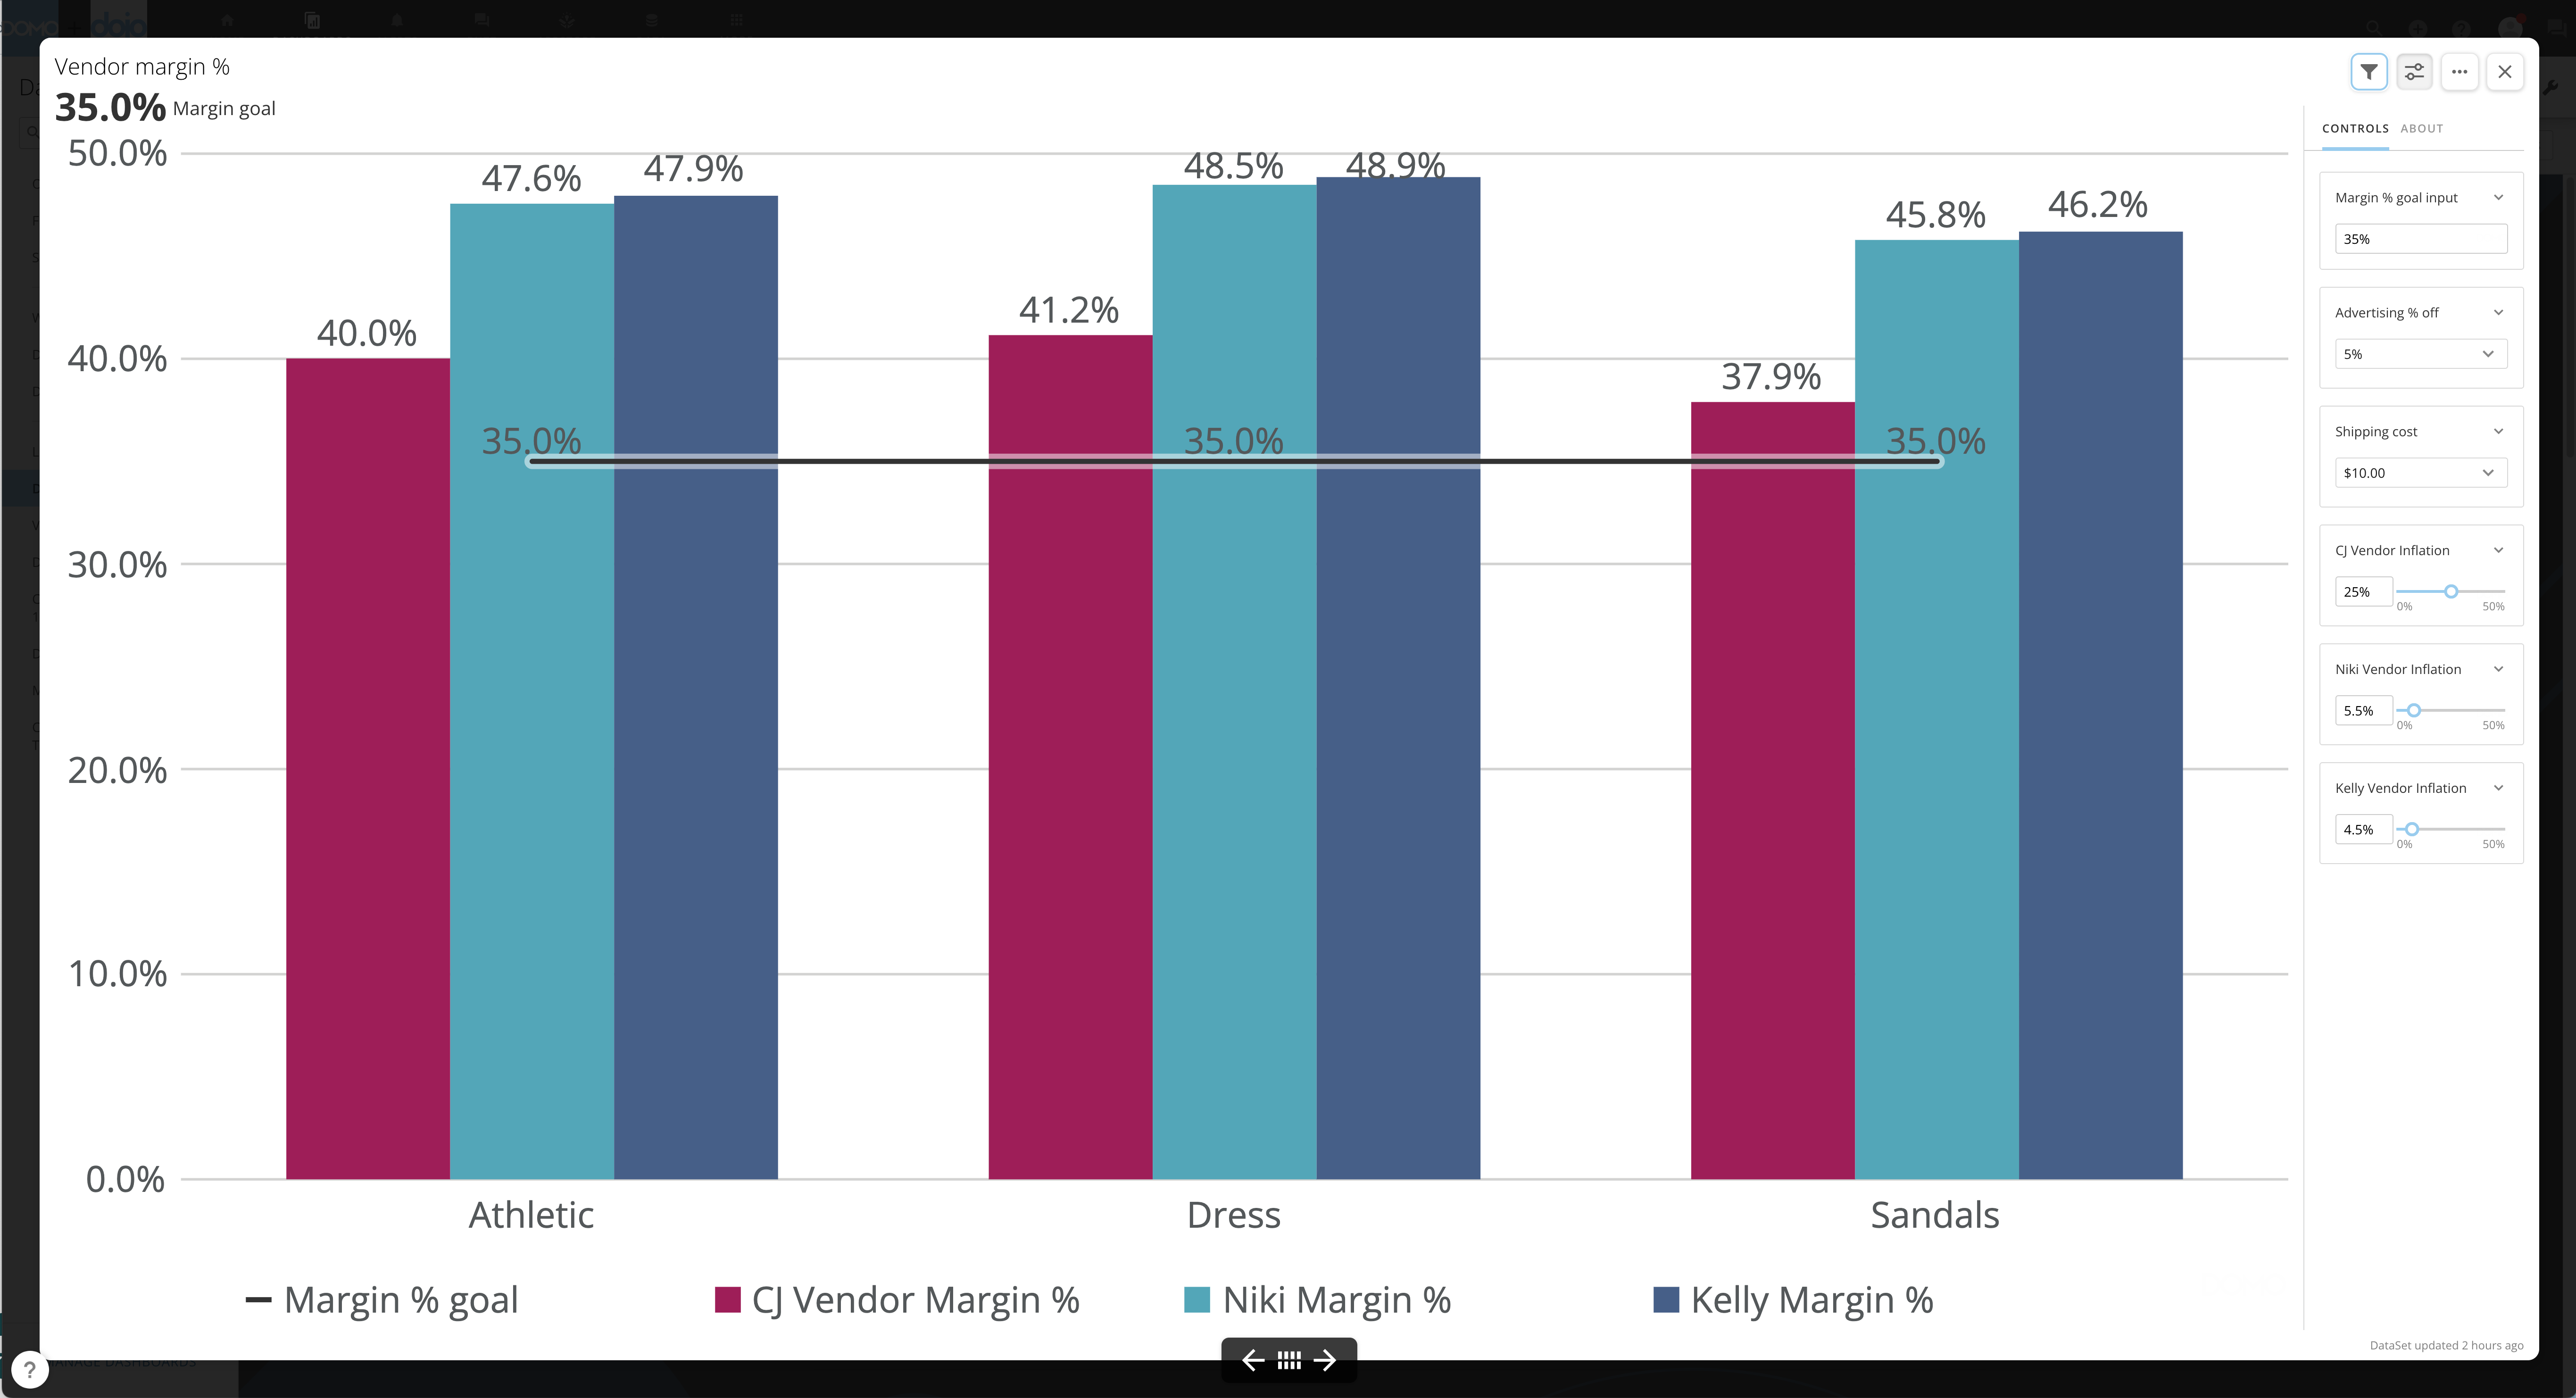 DOMO
dojo
Vendor margin %
35.0% Margin goal
CONTROLS ABOUT
50.0%
40.0%
30.0%
20.0%
10.0%
0.0%
40.0%
47.6%
47.9%
35.0%
41.2%
48.5%
48.9%
35.0%
37.9%
45.8%
46.2%
35.0%
Athletic
Dress
Sandals
Margin % goal
CJ Vendor Margin %
Niki Margin %
Kelly Margin %
Margin % goal input
35%
Advertising % off
5%
Shipping cost
$10.00
CJ Vendor Inflation
25%
0% 50%
Niki Vendor Inflation
5.5%
0% 50%
Kelly Vendor Inflation
4.5%
0% 50%
DataSet updated 2 hours ago
?
MANAGE DASHBOARDS